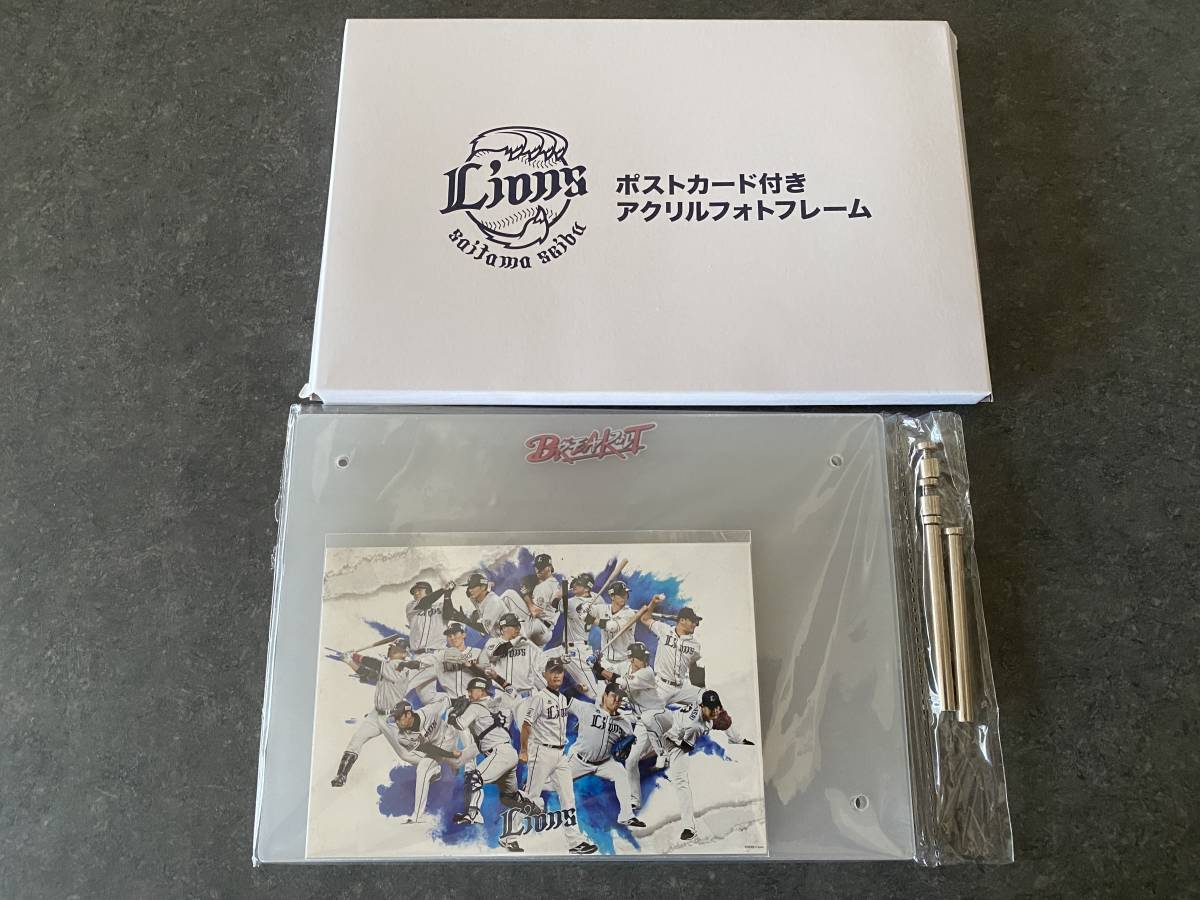 Lions
saitama seibu
ポストカード付き
アクリルフォトフレーム
BREAK IT
Lions